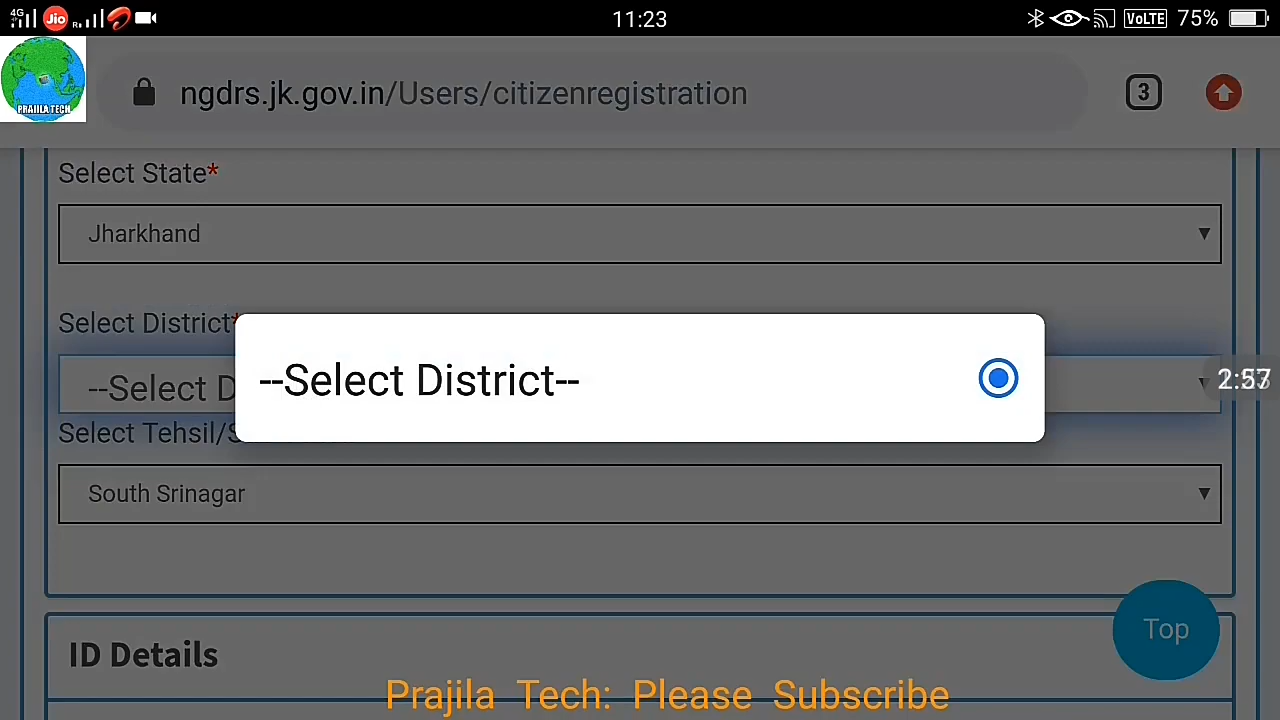 4G Jio R 11:23 VoLTE 75%
PRAJILA TECH
ngdrs.jk.gov.in/Users/citizenregistration 3
Select State*
Jharkhand
Select District*
--Select District--
--Select D
2:57
Select Tehsil/S
South Srinagar
Top
ID Details
Prajila Tech: Please Subscribe